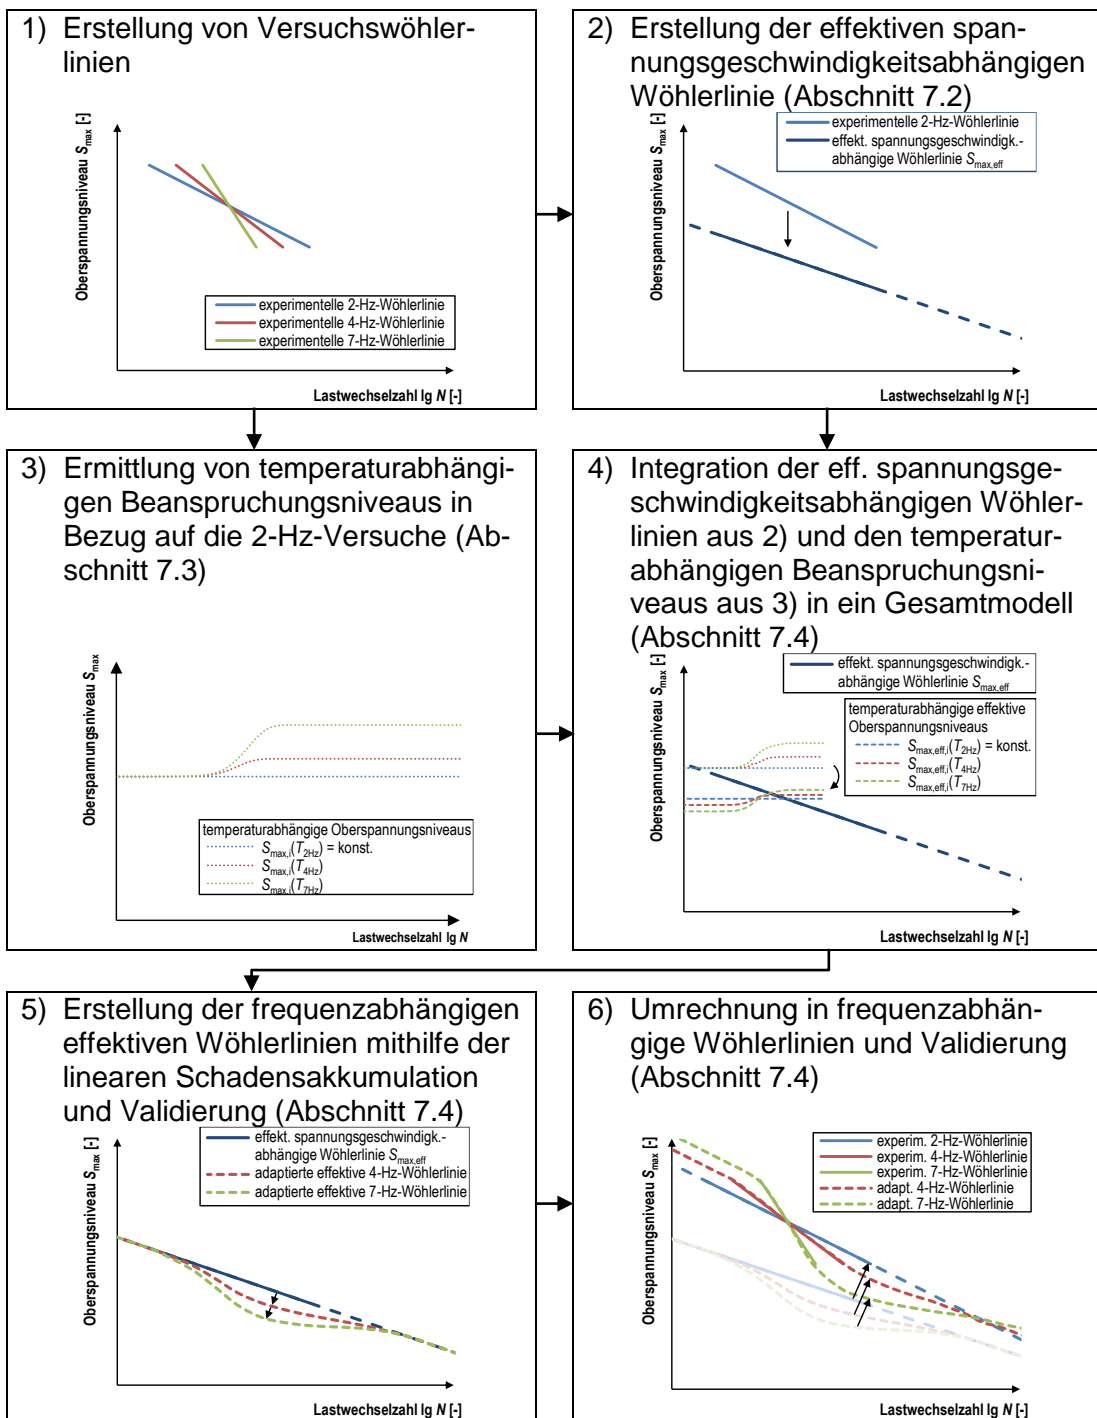 1) Erstellung von Versuchswöhler-
linien
Oberspannungsniveau Smax [-]
experimentelle 2-Hz-Wöhlerlinie
experimentelle 4-Hz-Wöhlerlinie
experimentelle 7-Hz-Wöhlerlinie
Lastwechselzahl lg N [-]
2) Erstellung der effektiven span-
nungsgeschwindigkeitsabhängigen
Wöhlerlinie (Abschnitt 7.2)
Oberspannungsniveau Smax [-]
experimentelle 2-Hz-Wöhlerlinie
effekt. spannungsgeschwindigk.-
abhängige Wöhlerlinie Smax,eff
Lastwechselzahl lg N [-]
3) Ermittlung von temperaturabhängi-
gen Beanspruchungsniveaus in
Bezug auf die 2-Hz-Versuche (Ab-
schnitt 7.3)
Oberspannungsniveau Smax
temperaturabhängige Oberspannungsniveaus
Smax,i(T2Hz) = konst.
Smax,i(T4Hz)
Smax,i(T7Hz)
Lastwechselzahl lg N
4) Integration der eff. spannungsge-
schwindigkeitsabhängigen Wöhler-
linien aus 2) und den temperatur-
abhängigen Beanspruchungsni-
veaus aus 3) in ein Gesamtmodell
(Abschnitt 7.4)
Oberspannungsniveau Smax [-]
effekt. spannungsgeschwindigk.-
abhängige Wöhlerlinie Smax,eff
temperaturabhängige effektive
Oberspannungsniveaus
Smax,eff,i(T2Hz) = konst.
Smax,eff,i(T4Hz)
Smax,eff,i(T7Hz)
Lastwechselzahl lg N [-]
5) Erstellung der frequenzabhängigen
effektiven Wöhlerlinien mithilfe der
linearen Schadensakkumulation
und Validierung (Abschnitt 7.4)
Oberspannungsniveau Smax [-]
effekt. spannungsgeschwindigk.-
abhängige Wöhlerlinie Smax,eff
adaptierte effektive 4-Hz-Wöhlerlinie
adaptierte effektive 7-Hz-Wöhlerlinie
Lastwechselzahl lg N [-]
6) Umrechnung in frequenzabhän-
gige Wöhlerlinien und Validierung
(Abschnitt 7.4)
Oberspannungsniveau Smax [-]
experim. 2-Hz-Wöhlerlinie
experim. 4-Hz-Wöhlerlinie
experim. 7-Hz-Wöhlerlinie
adapt. 4-Hz-Wöhlerlinie
adapt. 7-Hz-Wöhlerlinie
Lastwechselzahl lg N [-]